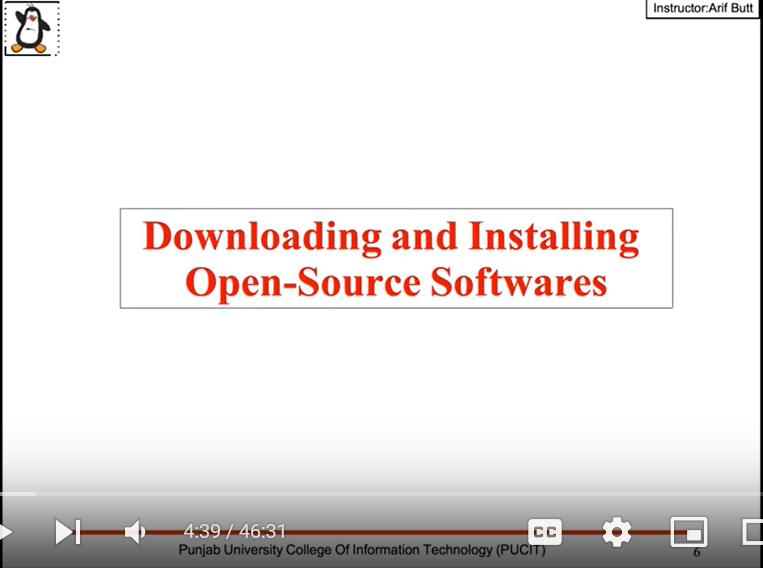 Instructor:Arif Butt
Downloading and Installing
Open-Source Softwares
4:39 / 46:31
CC
Punjab University College Of Information Technology (PUCIT)
6